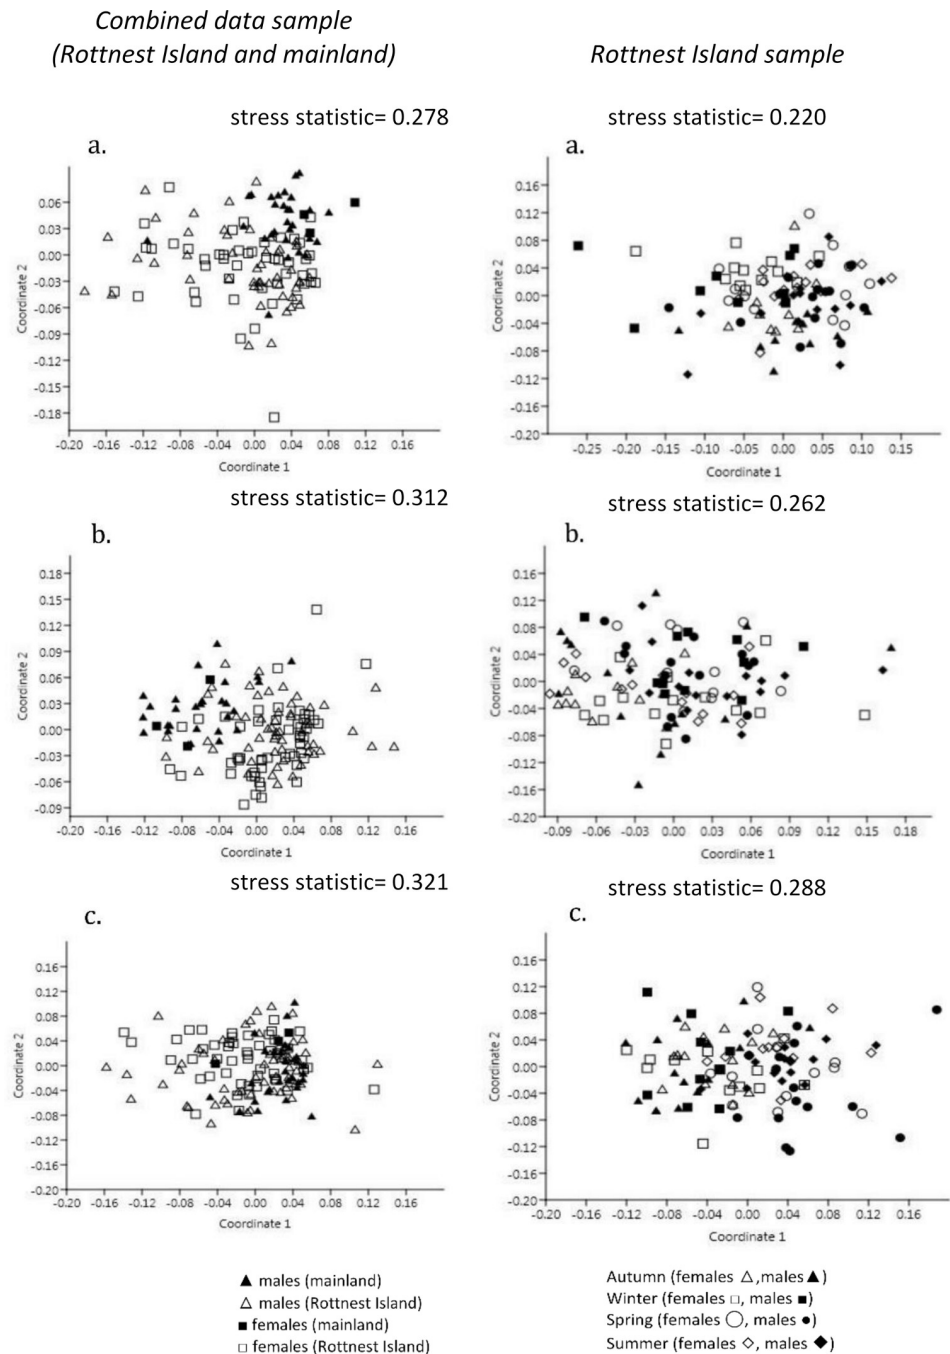 Combined data sample
(Rottnest Island and mainland)
Rottnest Island sample
stress statistic= 0.278
a.
0.06
0.03
0.00
-0.03
-0.06
-0.09
-0.12
-0.15
-0.18
Coordinate 2
-0.20 -0.16 -0.12 -0.08 -0.04 0.00 0.04 0.08 0.12 0.16
Coordinate 1
stress statistic= 0.220
a.
0.16
0.12
0.08
0.04
0.00
-0.04
-0.08
-0.12
-0.16
-0.20
Coordinate 2
-0.25 -0.20 -0.15 -0.10 -0.05 0.00 0.05 0.10 0.15
Coordinate 1
stress statistic= 0.312
b.
0.18
0.15
0.12
0.09
0.06
0.03
0.00
-0.03
-0.06
-0.09
Coordinate 2
-0.20 -0.16 -0.12 -0.08 -0.04 0.00 0.04 0.08 0.12 0.16
Coordinate 1
stress statistic= 0.262
b.
0.16
0.12
0.08
0.04
0.00
-0.04
-0.08
-0.12
-0.16
-0.20
Coordinate 2
-0.09 -0.06 -0.03 0.00 0.03 0.06 0.09 0.12 0.15 0.18
Coordinate 1
stress statistic= 0.321
c.
0.16
0.12
0.08
0.04
0.00
-0.04
-0.08
-0.12
-0.16
-0.20
Coordinate 2
-0.20 -0.16 -0.12 -0.08 -0.04 0.00 0.04 0.08 0.12 0.16
Coordinate 1
stress statistic= 0.288
c.
0.16
0.12
0.08
0.04
0.00
-0.04
-0.08
-0.12
-0.16
-0.20
Coordinate 2
-0.20 -0.16 -0.12 -0.08 -0.04 0.00 0.04 0.08 0.12 0.16
Coordinate 1
▲ males (mainland)
△ males (Rottnest Island)
■ females (mainland)
□ females (Rottnest Island)
Autumn (females △,males ▲)
Winter (females □, males ■)
Spring (females ○, males ●)
Summer (females ◇, males ◆)